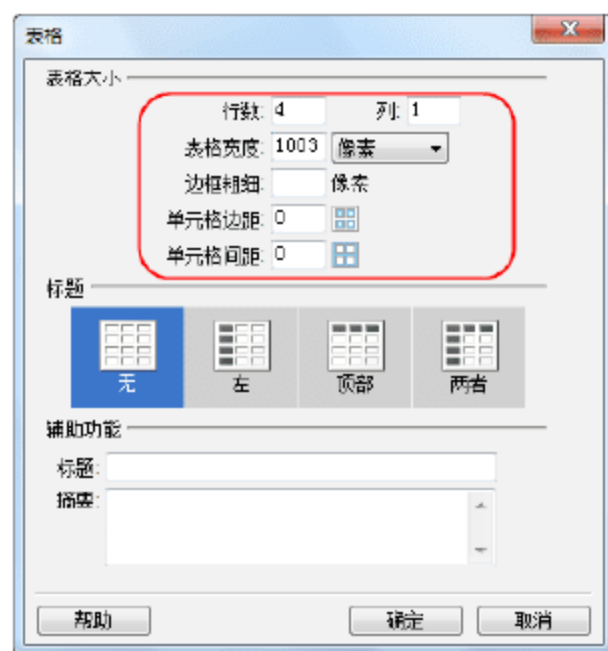 表格
表格大小
行数: 4 列: 1
表格宽度: 1003 像素
边框粗细: 像素
单元格边距: 0
单元格间距: 0
标题
无 左 顶部 两者
辅助功能
标题:
摘要:
帮助 确定 取消